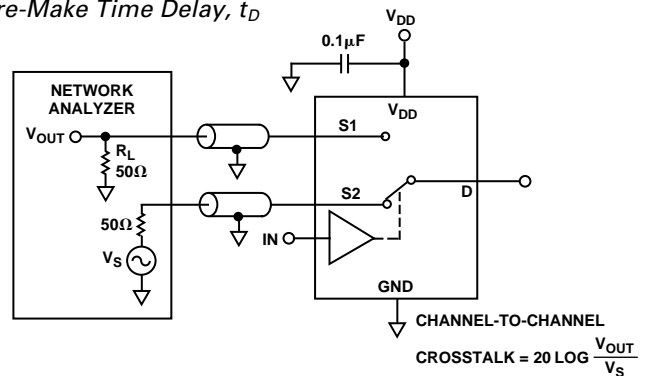 re-Make Time Delay, tD
VDD
0.1µF
NETWORK
ANALYZER
VDD
VOUT
S1
RL
50Ω
S2
D
50Ω
IN
VS
GND
CHANNEL-TO-CHANNEL
CROSSTALK = 20 LOG VOUT
VS